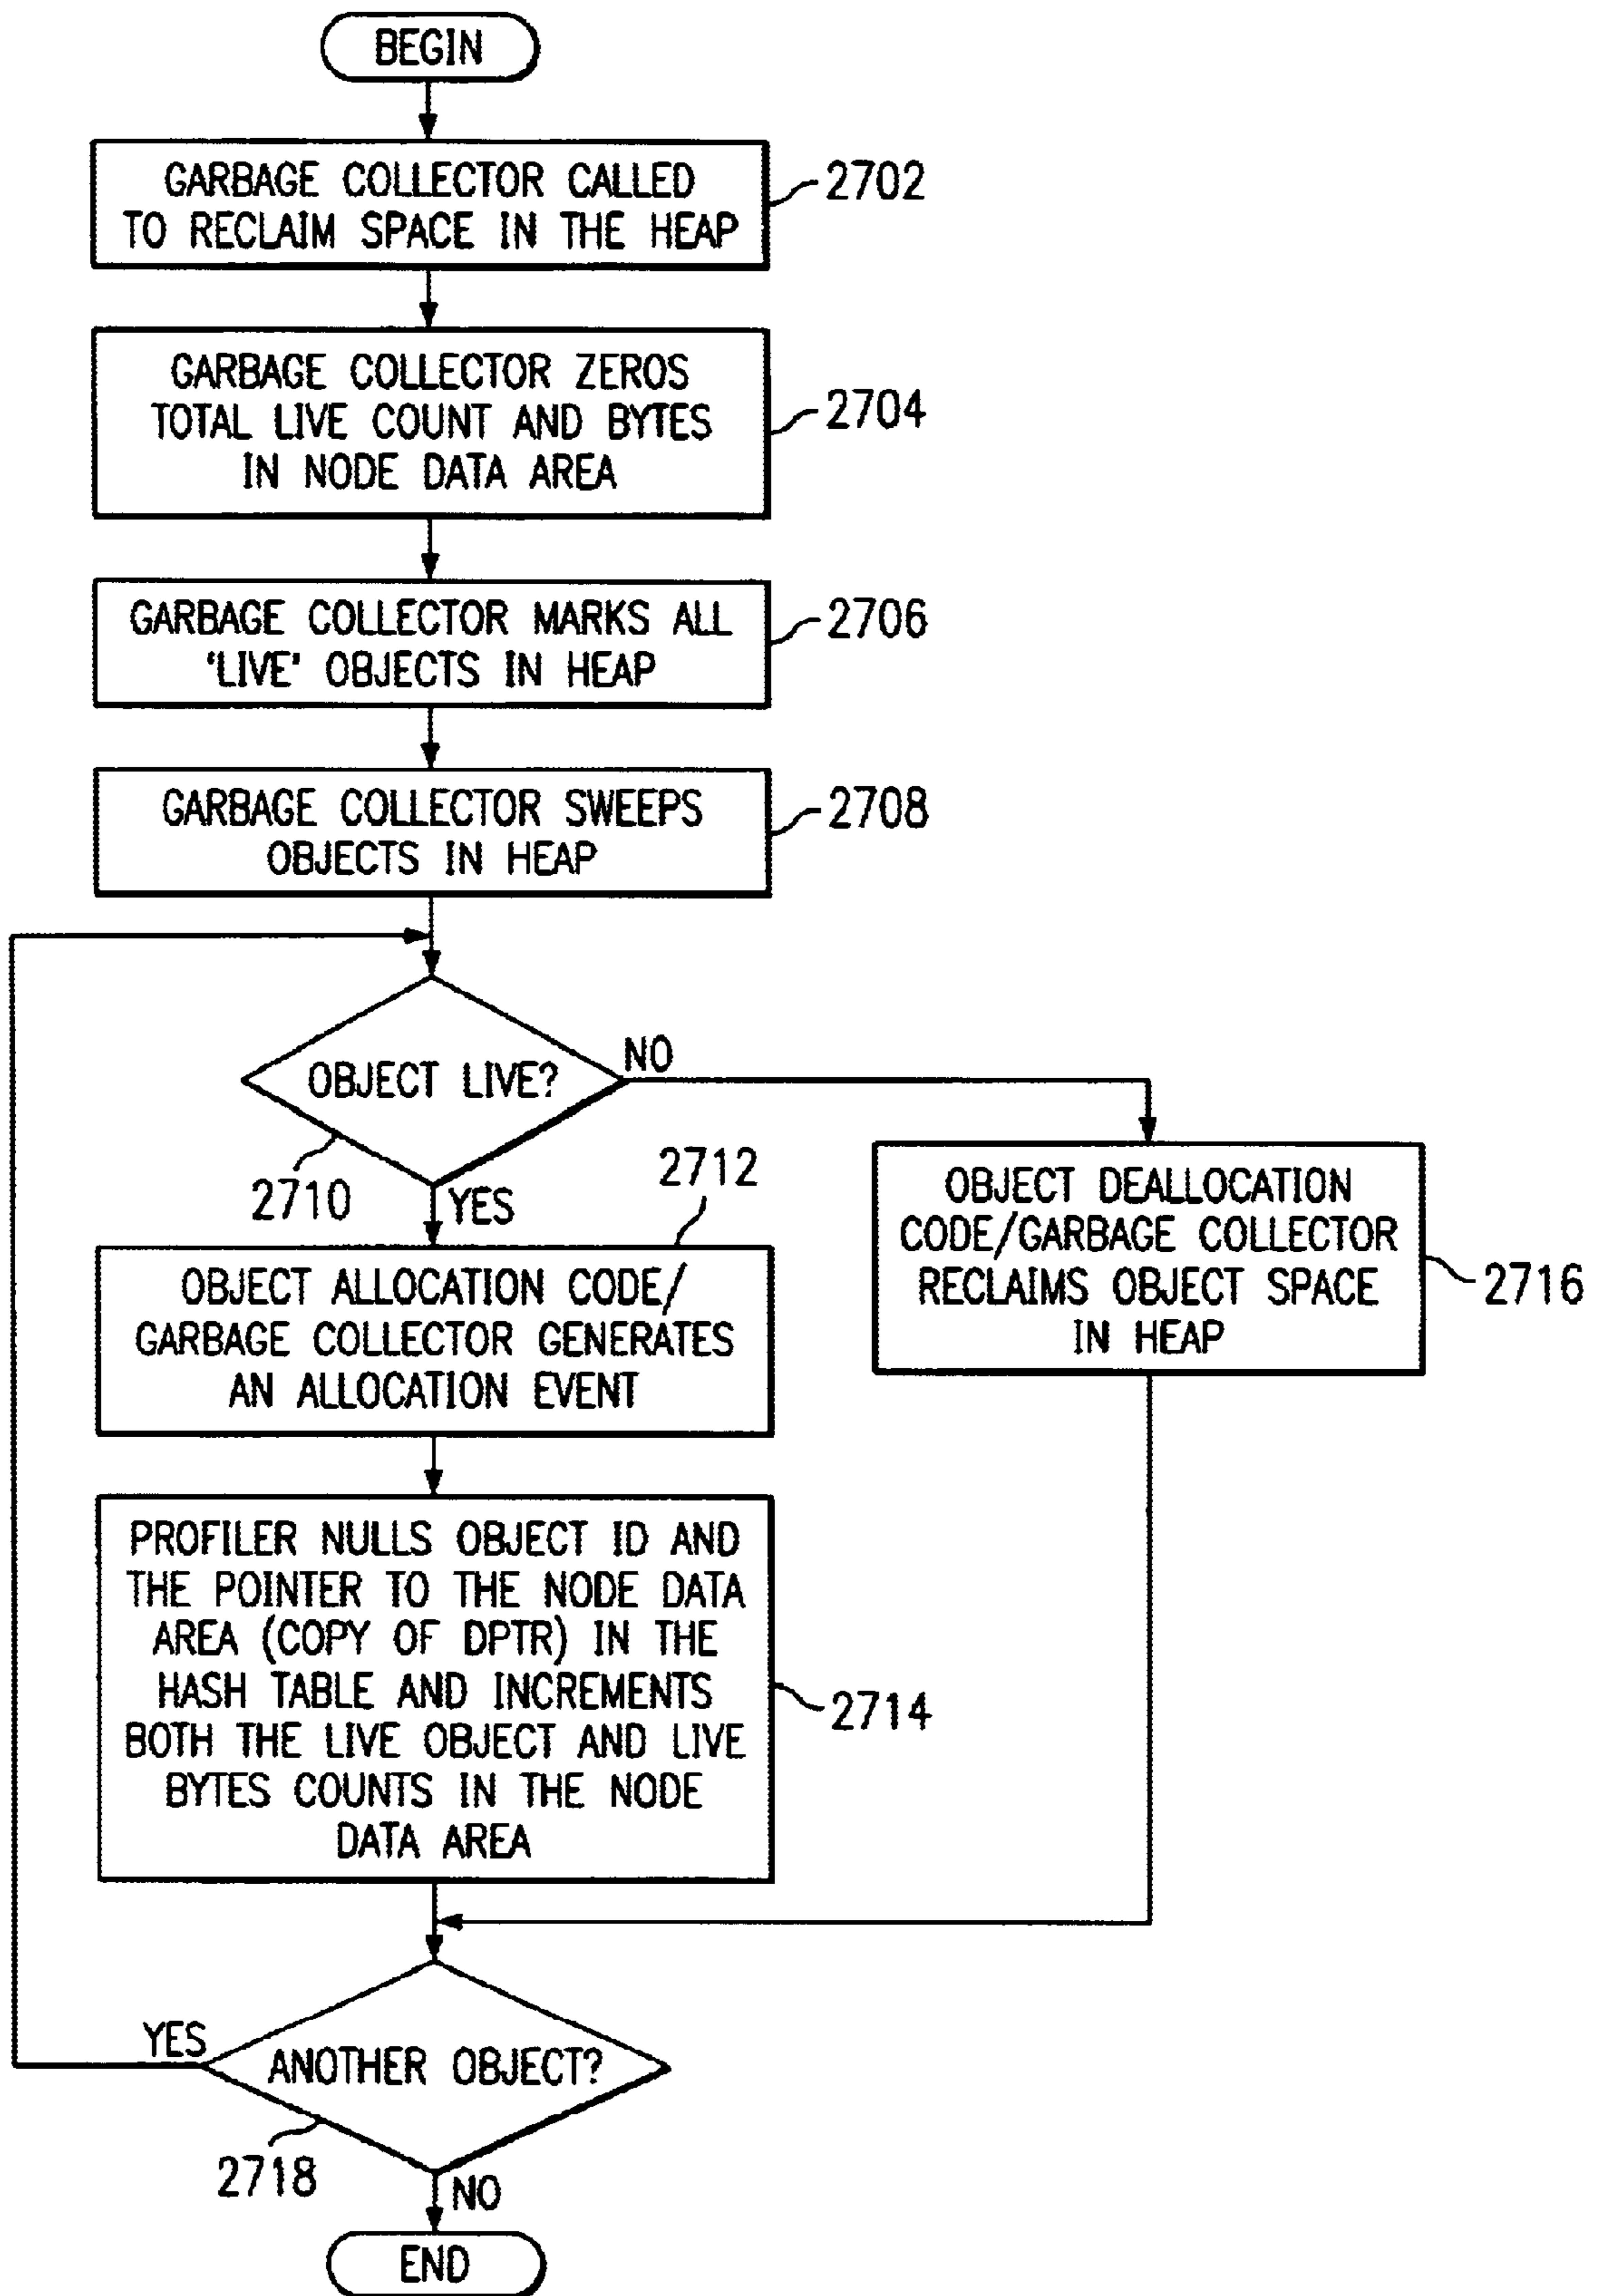 BEGIN
GARBAGE COLLECTOR CALLED
TO RECLAIM SPACE IN THE HEAP
2702
GARBAGE COLLECTOR ZEROS
TOTAL LIVE COUNT AND BYTES
IN NODE DATA AREA
2704
GARBAGE COLLECTOR MARKS ALL
'LIVE' OBJECTS IN HEAP
2706
GARBAGE COLLECTOR SWEEPS
OBJECTS IN HEAP
2708
OBJECT LIVE?
NO
2710
YES
2712
OBJECT ALLOCATION CODE/
GARBAGE COLLECTOR GENERATES
AN ALLOCATION EVENT
OBJECT DEALLOCATION
CODE/GARBAGE COLLECTOR
RECLAIMS OBJECT SPACE
IN HEAP
2716
PROFILER NULLS OBJECT ID AND
THE POINTER TO THE NODE DATA
AREA (COPY OF DPTR) IN THE
HASH TABLE AND INCREMENTS
BOTH THE LIVE OBJECT AND LIVE
BYTES COUNTS IN THE NODE
DATA AREA
2714
YES
ANOTHER OBJECT?
2718
NO
END